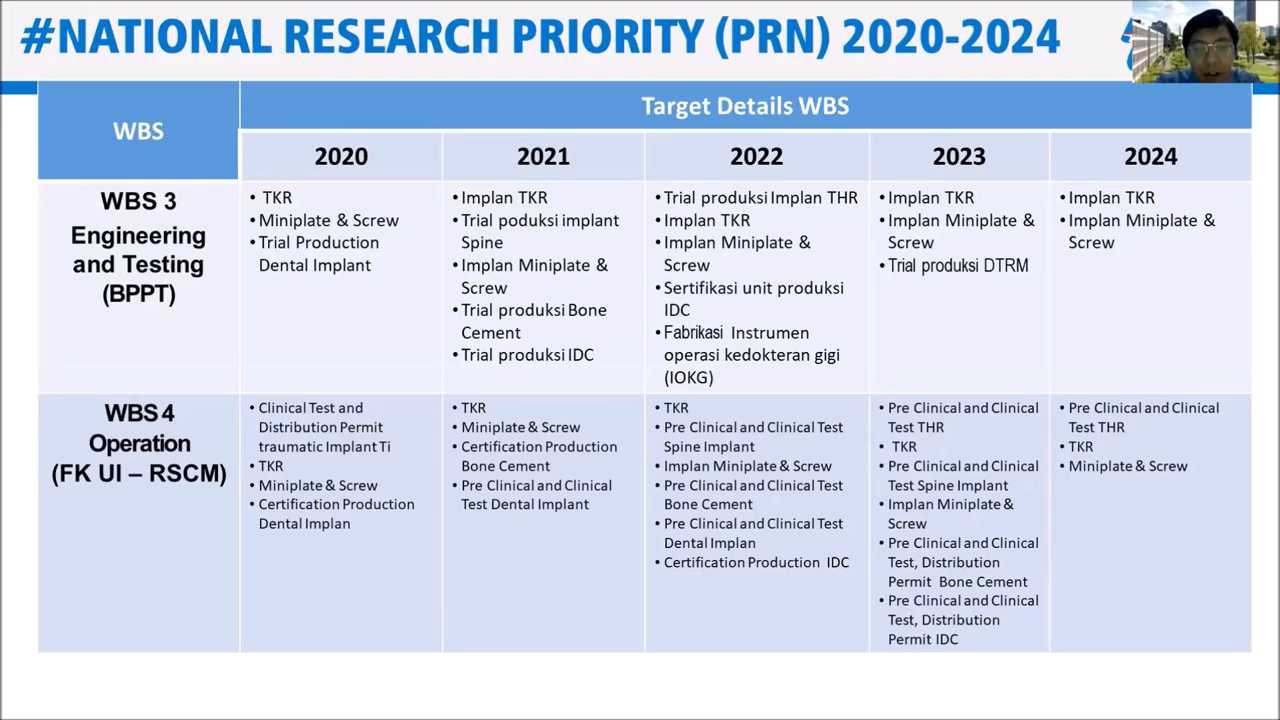 #NATIONAL RESEARCH PRIORITY (PRN) 2020-2024
WBS
Target Details WBS
2020
2021
2022
2023
2024
WBS 3
Engineering
and Testing
(BPPT)
• TKR
• Miniplate & Screw
• Trial Production
Dental Implant
• Implan TKR
• Trial poduksi implant
Spine
• Implan Miniplate &
Screw
• Trial produksi Bone
Cement
• Trial produksi IDC
• Trial produksi Implan THR
• Implan TKR
• Implan Miniplate &
Screw
• Sertifikasi unit produksi
IDC
• Fabrikasi Instrumen
operasi kedokteran gigi
(IOKG)
• Implan TKR
• Implan Miniplate &
Screw
• Trial produksi DTRM
• Implan TKR
• Implan Miniplate &
Screw
WBS 4
Operation
(FK UI – RSCM)
• Clinical Test and
Distribution Permit
traumatic Implant Ti
• TKR
• Miniplate & Screw
• Certification Production
Dental Implan
• TKR
• Miniplate & Screw
• Certification Production
Bone Cement
• Pre Clinical and Clinical
Test Dental Implant
• TKR
• Pre Clinical and Clinical Test
Spine Implant
• Implan Miniplate & Screw
• Pre Clinical and Clinical Test
Bone Cement
• Pre Clinical and Clinical Test
Dental Implan
• Certification Production IDC
• Pre Clinical and Clinical
Test THR
• TKR
• Pre Clinical and Clinical
Test Spine Implant
• Implan Miniplate &
Screw
• Pre Clinical and Clinical
Test, Distribution
Permit Bone Cement
• Pre Clinical and Clinical
Test, Distribution
Permit IDC
• Pre Clinical and Clinical
Test THR
• TKR
• Miniplate & Screw